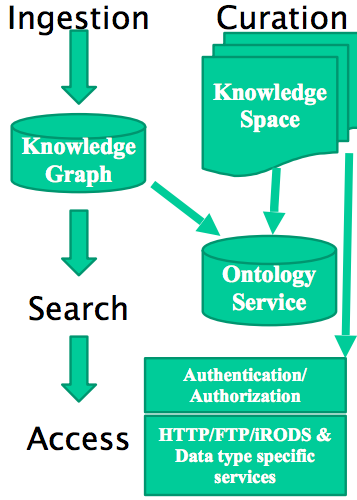 Ingestion
Curation
Knowledge
Graph
Knowledge
Space
Ontology
Service
Search
Authentication/
Authorization
Access
HTTP/FTP/iRODS &
Data type specific
services